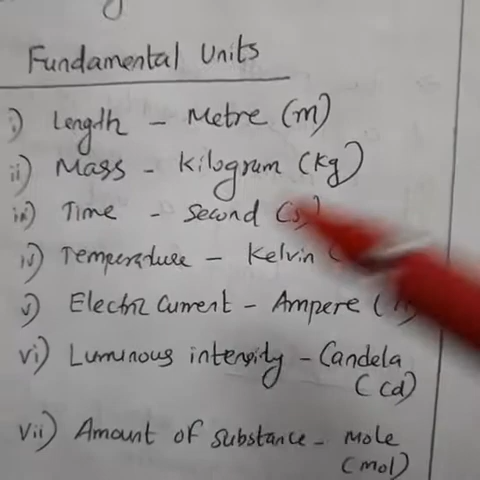 Fundamental Units
i) Length - Metre (m)
ii) Mass - Kilogram (Kg)
iii) Time - Second (s)
iv) Temperature - Kelvin (
v) Electric Current - Ampere (
vi) Luminous intensity - Candela
(Cd)
vii) Amount of substance - Mole
(mol)